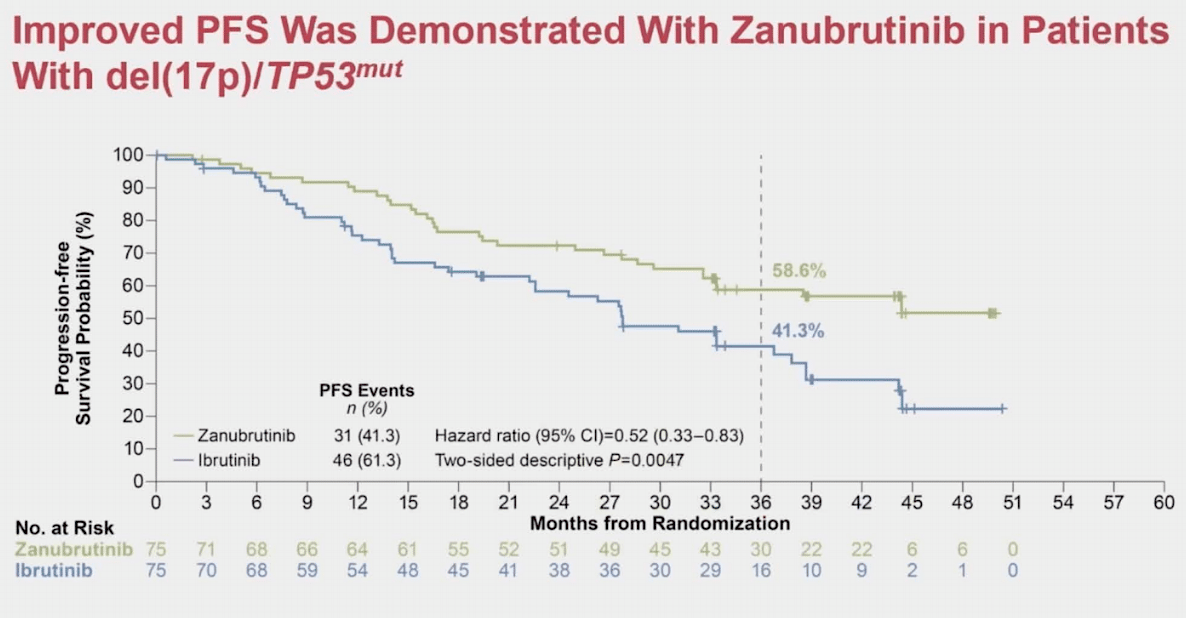 Improved PFS Was Demonstrated With Zanubrutinib in Patients
With del(17p)/TP53mut
100
90
80
70
60
50
40
30
20
10
0
Progression-free
Survival Probability (%)
58.6%
41.3%
PFS Events
n (%)
Zanubrutinib 31 (41.3) Hazard ratio (95% CI)=0.52 (0.33–0.83)
Ibrutinib 46 (61.3) Two-sided descriptive P=0.0047
0 3 6 9 12 15 18 21 24 27 30 33 36 39 42 45 48 51 54 57 60
Months from Randomization
No. at Risk
Zanubrutinib 75 71 68 66 64 61 55 52 51 49 45 43 30 22 22 6 6 0
Ibrutinib 75 70 68 59 54 48 45 41 38 36 30 29 16 10 9 2 1 0